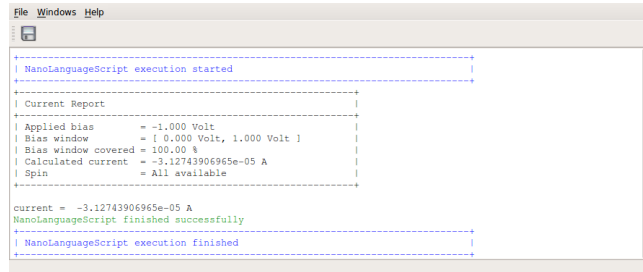 File Windows Help
NanoLanguageScript execution started
Current Report
Applied bias = -1.000 Volt
Bias window = [ 0.000 Volt, 1.000 Volt ]
Bias window covered = 100.00 %
Calculated current = -3.12743906965e-05 A
Spin = All available
current = -3.12743906965e-05 A
NanoLanguageScript finished successfully
NanoLanguageScript execution finished